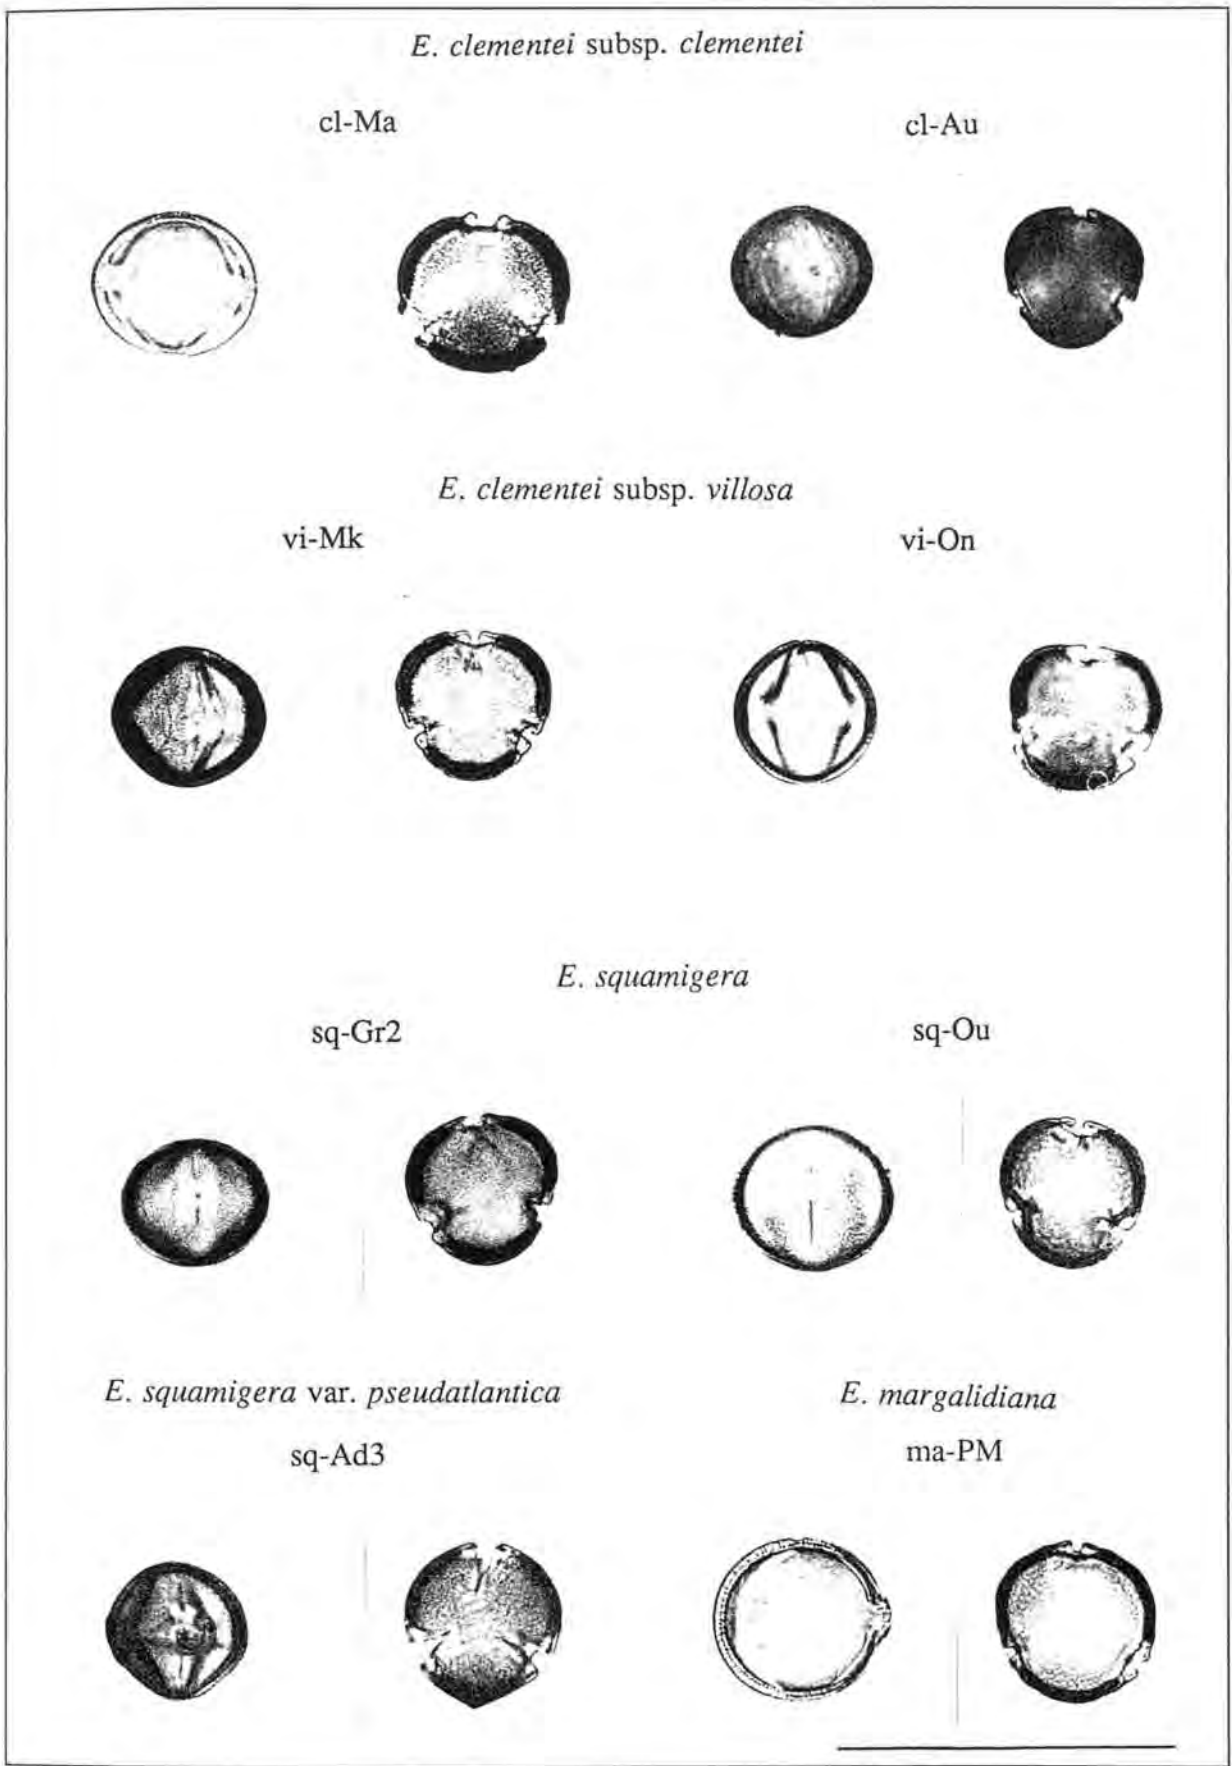 E. clementei subsp. clementei
cl-Ma
cl-Au
E. clementei subsp. villosa
vi-Mk
vi-On
E. squamigera
sq-Gr2
sq-Ou
E. squamigera var. pseudatlantica
E. margalidiana
sq-Ad3
ma-PM